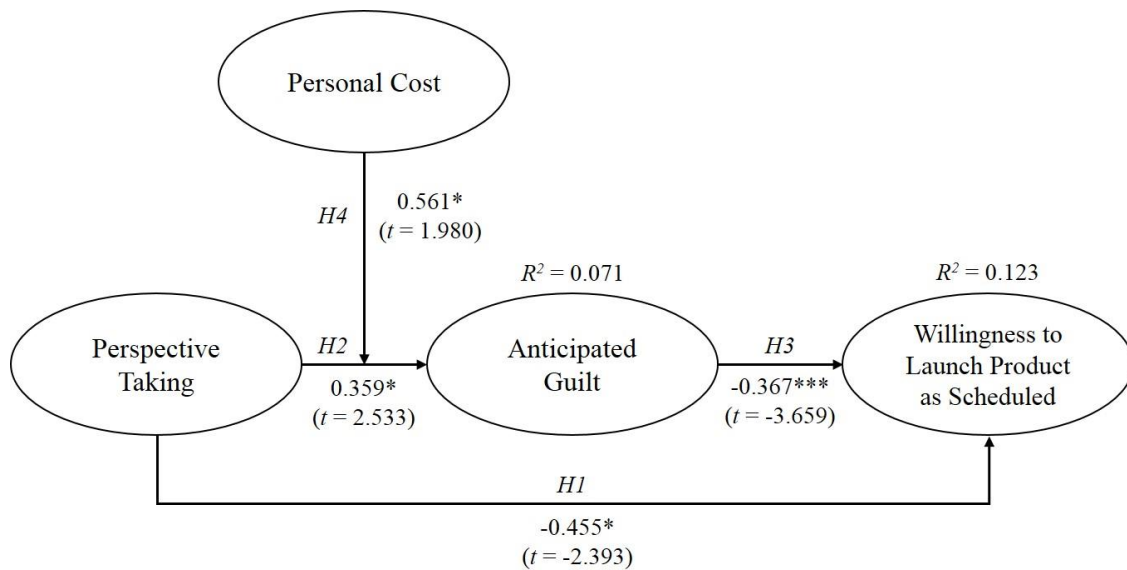 Personal Cost
H4
0.561*
(t = 1.980)
R² = 0.071
R² = 0.123
Perspective
Taking
H2
0.359*
(t = 2.533)
Anticipated
Guilt
H3
-0.367***
(t = -3.659)
Willingness to
Launch Product
as Scheduled
H1
-0.455*
(t = -2.393)